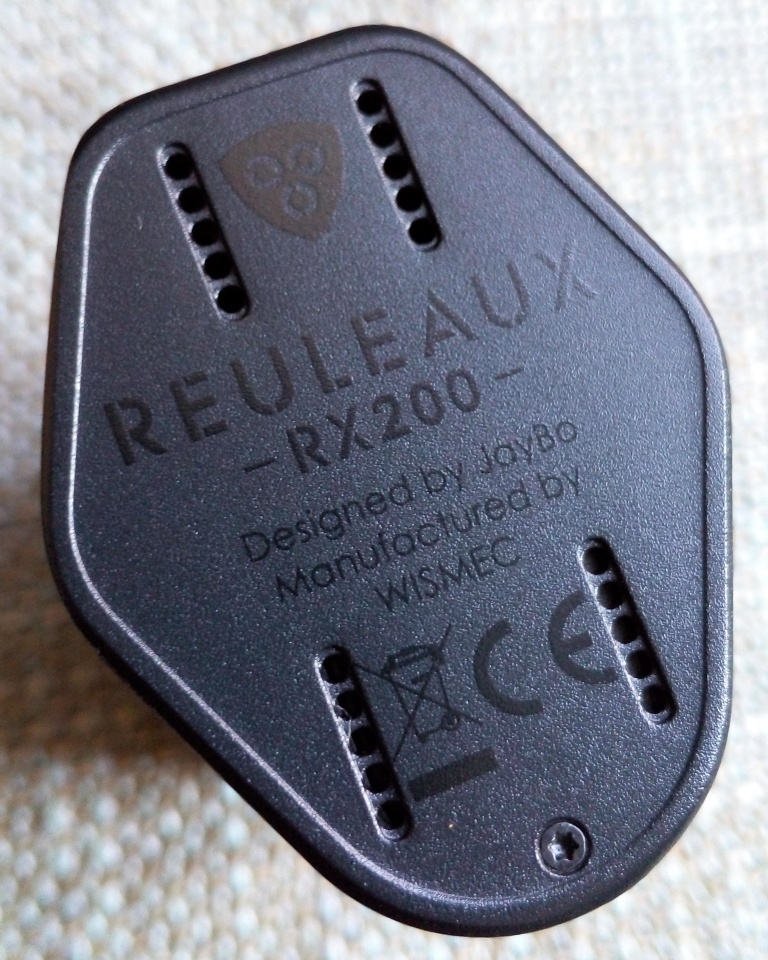 REULEAUX
-RX200-
Designed by JayBo
Manufactured by
WISMEC
CE